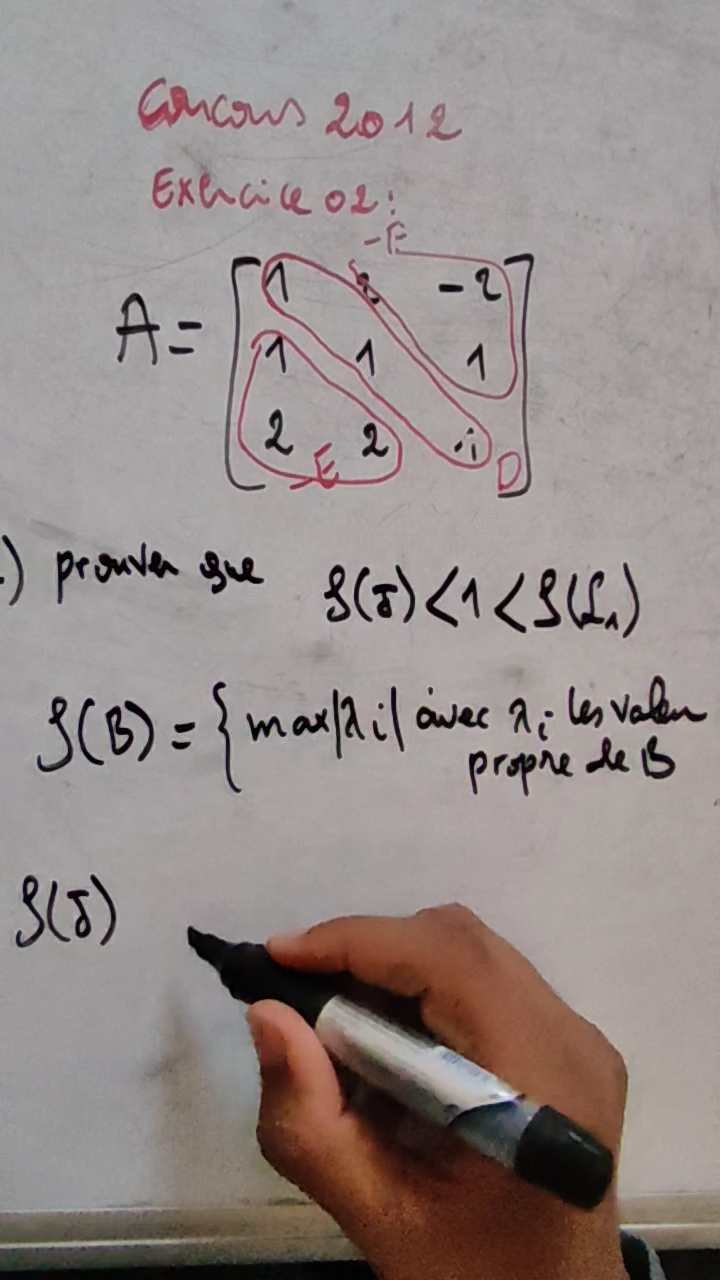 Concours 2012
Exercice 02:
-F
A = [ 1 2 -2
1 1 1
2 2 1 ]
-E D
.) prouver que ρ(J) < 1 < ρ(L₁)
ρ(B) = { max|λi| avec λi les valeur
propre de B
ρ(J)